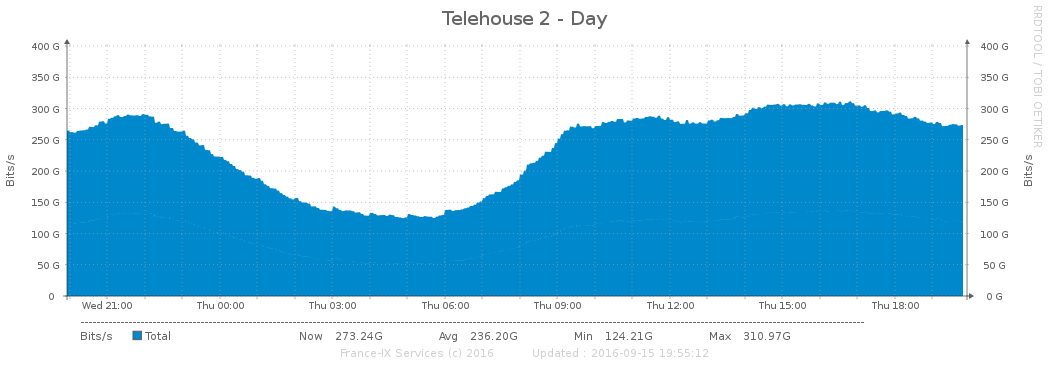 Telehouse 2 - Day
RRDTOOL / TOBI OETIKER
400 G 400 G
350 G 350 G
300 G 300 G
250 G 250 G
200 G 200 G
150 G 150 G
100 G 100 G
50 G 50 G
0 0 G
Bits/s Bits/s
Wed 21:00 Thu 00:00 Thu 03:00 Thu 06:00 Thu 09:00 Thu 12:00 Thu 15:00 Thu 18:00
Bits/s Total Now 273.24G Avg 236.20G Min 124.21G Max 310.97G
France-IX Services (c) 2016 Updated : 2016-09-15 19:55:12